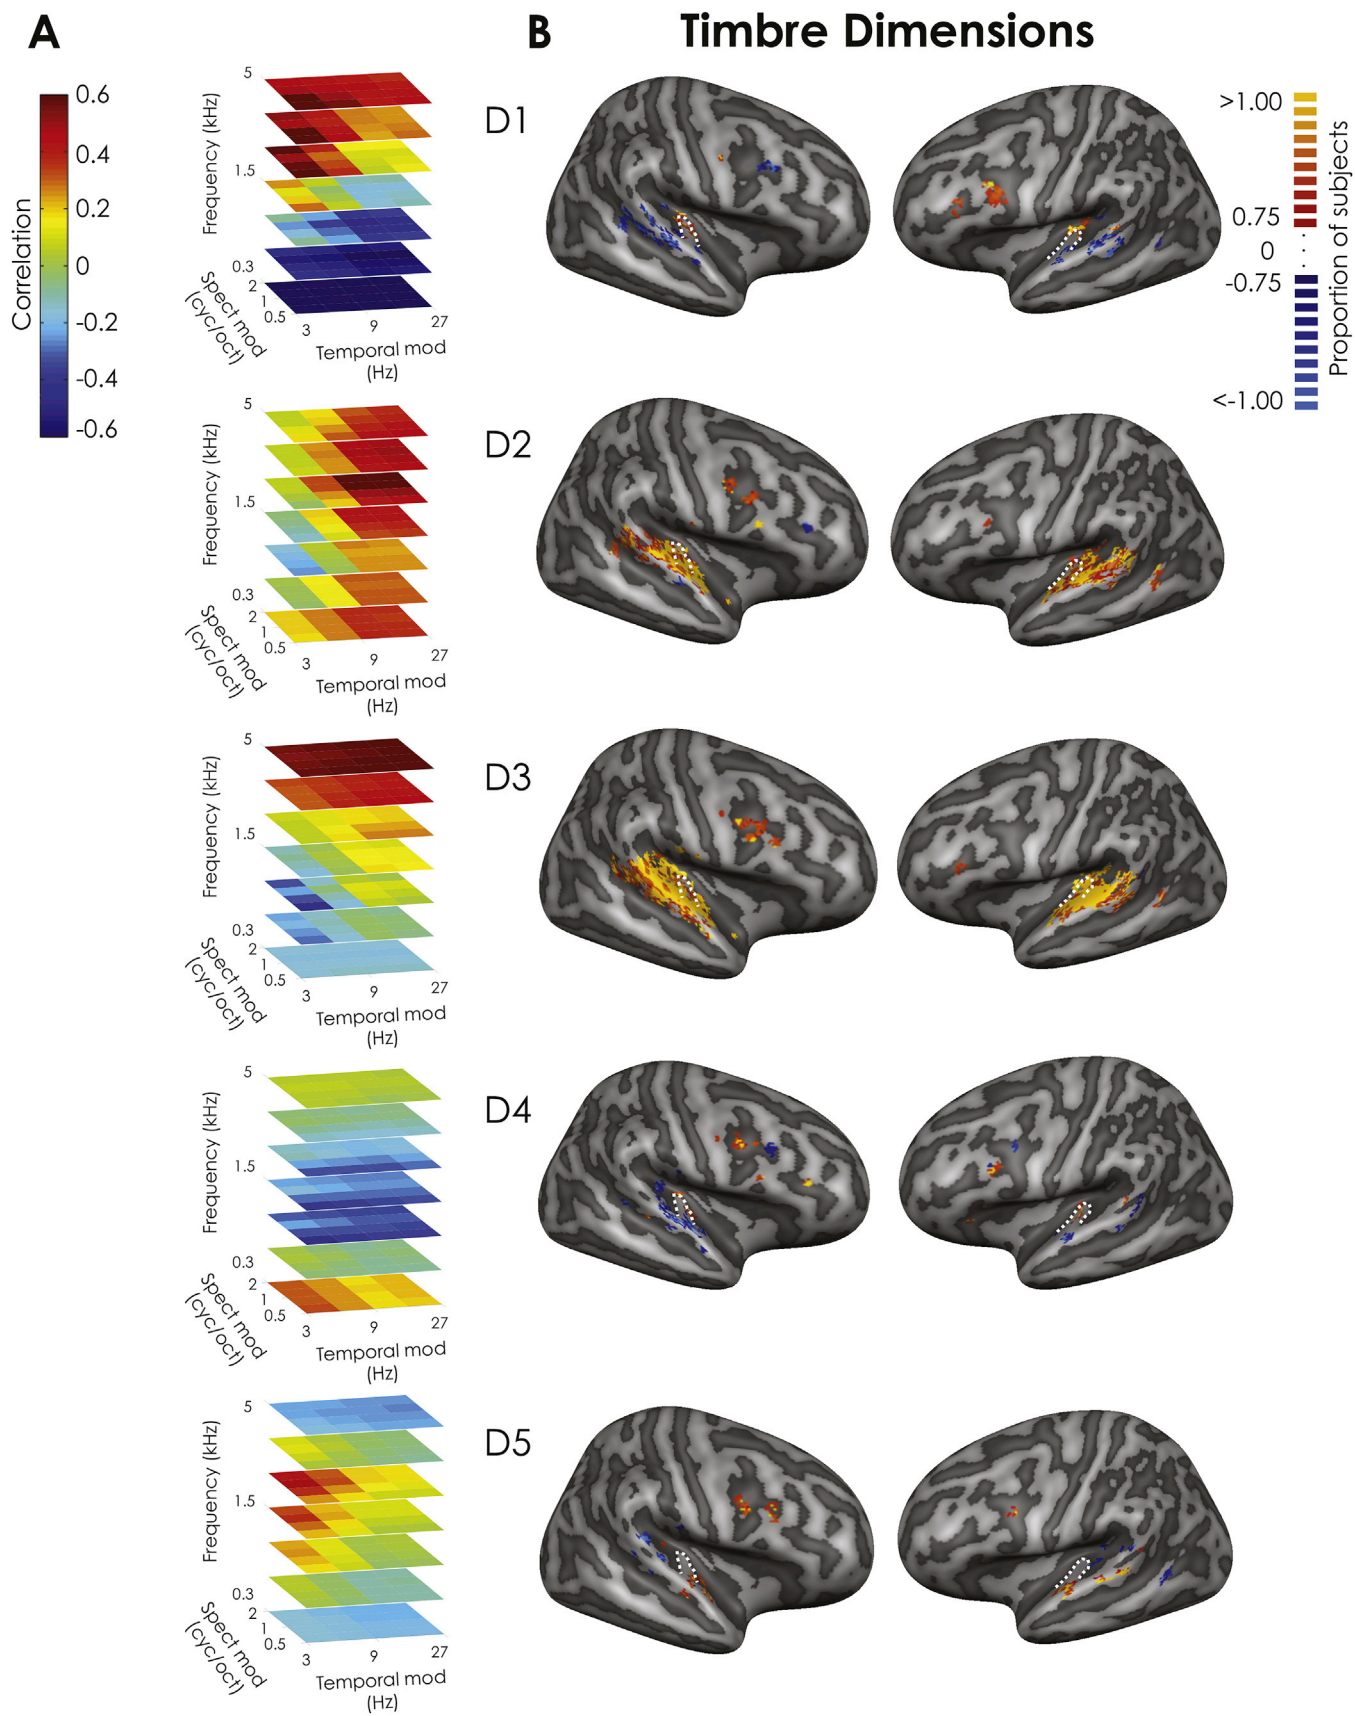 A
B
Timbre Dimensions
0.6
0.4
0.2
0
-0.2
-0.4
-0.6
Correlation
>1.00
0.75
0
-0.75
<-1.00
Proportion of subjects
D1
5
1.5
0.3
Frequency (kHz)
2
1
0.5
Spect mod
(cyc/oct)
3
9
27
Temporal mod
(Hz)
D2
5
1.5
0.3
Frequency (kHz)
2
1
0.5
Spect mod
(cyc/oct)
3
9
27
Temporal mod
(Hz)
D3
5
1.5
0.3
Frequency (kHz)
2
1
0.5
Spect mod
(cyc/oct)
3
9
27
Temporal mod
(Hz)
D4
5
1.5
0.3
Frequency (kHz)
2
1
0.5
Spect mod
(cyc/oct)
3
9
27
Temporal mod
(Hz)
D5
5
1.5
0.3
Frequency (kHz)
2
1
0.5
Spect mod
(cyc/oct)
3
9
27
Temporal mod
(Hz)